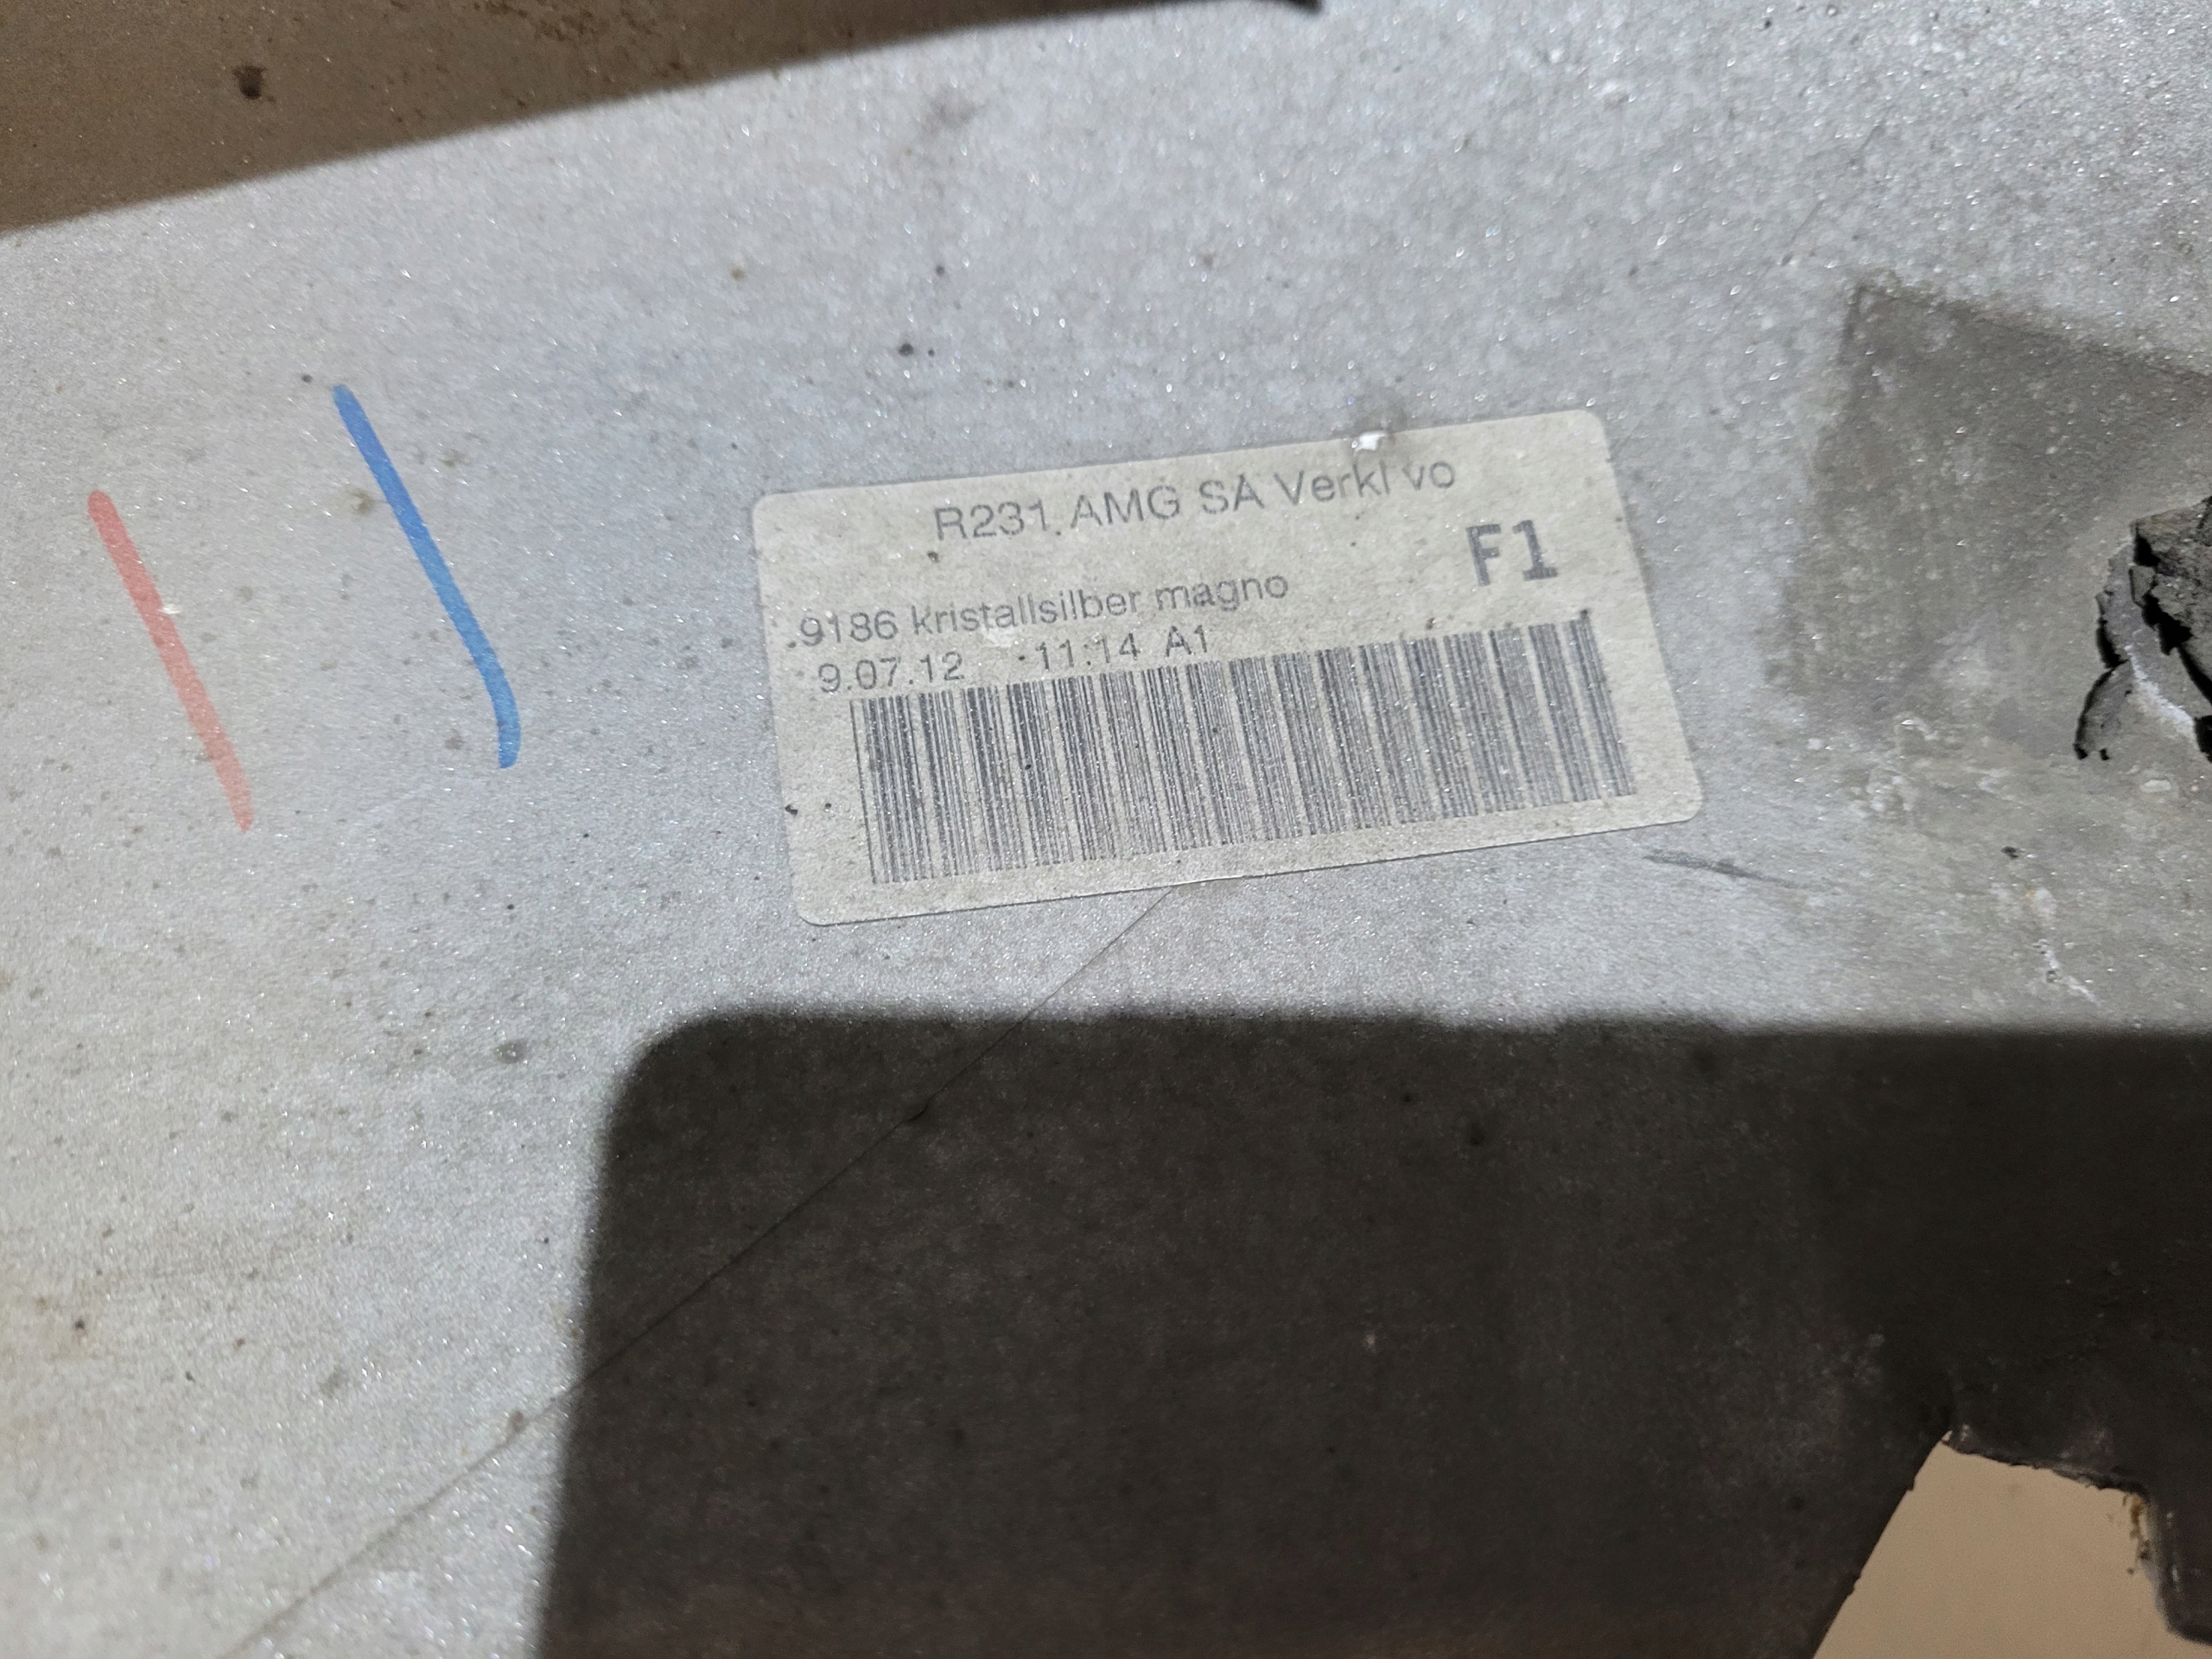 R231 AMG SA Verkl vo
F1
9186 kristallsilber magno
9.07.12 11:14 A1